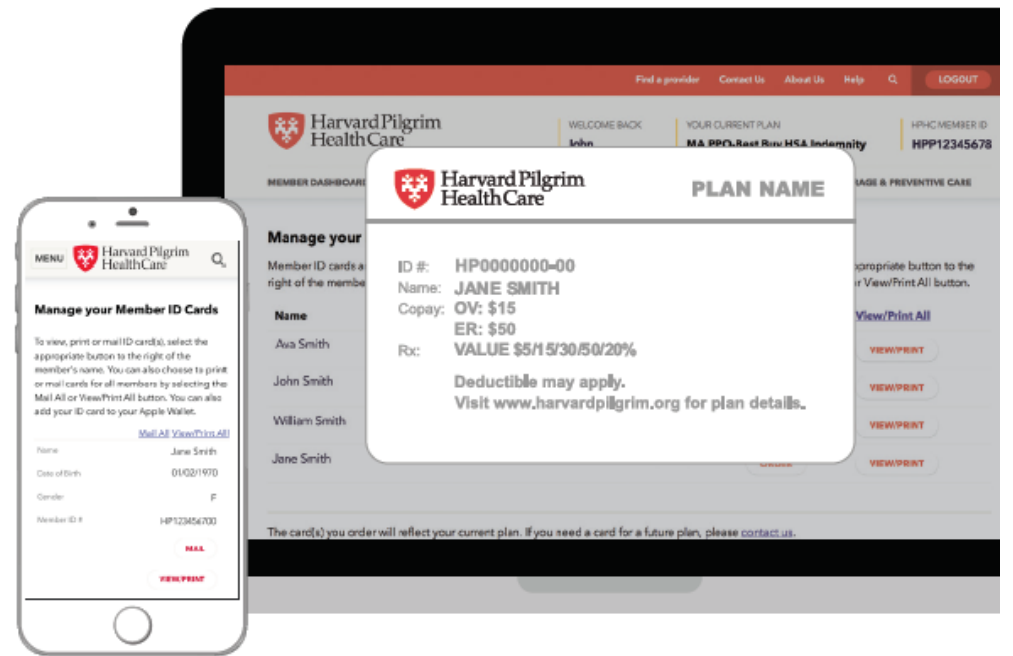 Find a provider Contact Us About Us Help LOGOUT
Harvard Pilgrim
HealthCare
WELCOME BACK
John
YOUR CURRENT PLAN
MA PPO-Best Buy HSA Indemnity
HPHC MEMBER ID
HPP12345678
MEMBER DASHBOARD
& PREVENTIVE CARE
Manage your
Member ID cards a
right of the membe
appropriate button to the
r View/Print All button.
Name
View/Print All
Ava Smith
VIEW/PRINT
John Smith
VIEW/PRINT
William Smith
VIEW/PRINT
Jane Smith
ORDER
VIEW/PRINT
The card(s) you order will reflect your current plan. If you need a card for a future plan, please contact us.
Harvard Pilgrim
HealthCare
PLAN NAME
ID #: HP0000000-00
Name: JANE SMITH
Copay: OV: $15
ER: $50
Rx: VALUE $5/15/30/50/20%
Deductible may apply.
Visit www.harvardpilgrim.org for plan details.
MENU
Harvard Pilgrim
HealthCare
Manage your Member ID Cards
To view, print or mail ID card(s), select the
appropriate button to the right of the
member's name. You can also choose to print
or mail cards for all members by selecting the
Mail All or View/Print All button. You can also
add your ID card to your Apple Wallet.
Mail All View/Print All
Name Jane Smith
Date of Birth 01/02/1970
Gender F
Member ID # HP123456700
MAIL
VIEW/PRINT